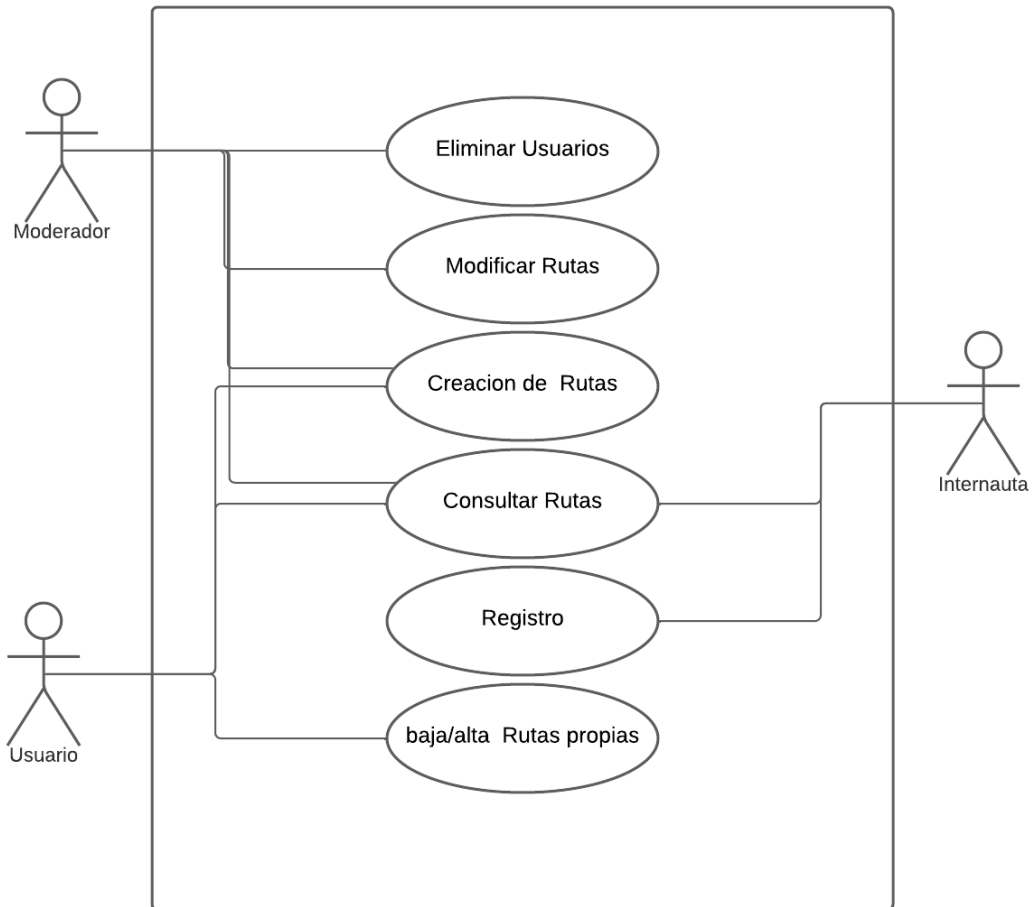 Eliminar Usuarios
Moderador
Modificar Rutas
Creacion de  Rutas
Internauta
Consultar Rutas
Registro
baja/alta  Rutas propias
Usuario